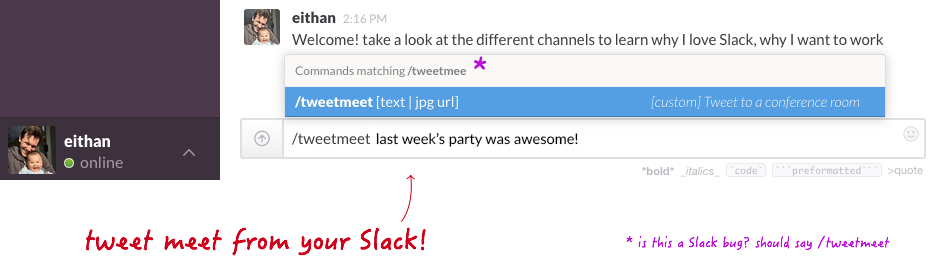 eithan 2:16 PM
Welcome! take a look at the different channels to learn why I love Slack, why I want to work
Commands matching /tweetmee *
/tweetmeet [text | jpg url] [custom] Tweet to a conference room
eithan
online
/tweetmeet last week's party was awesome!
*bold* _italics_ `code` ```preformatted``` >quote
tweet meet from your Slack!
* is this a Slack bug? should say /tweetmeet